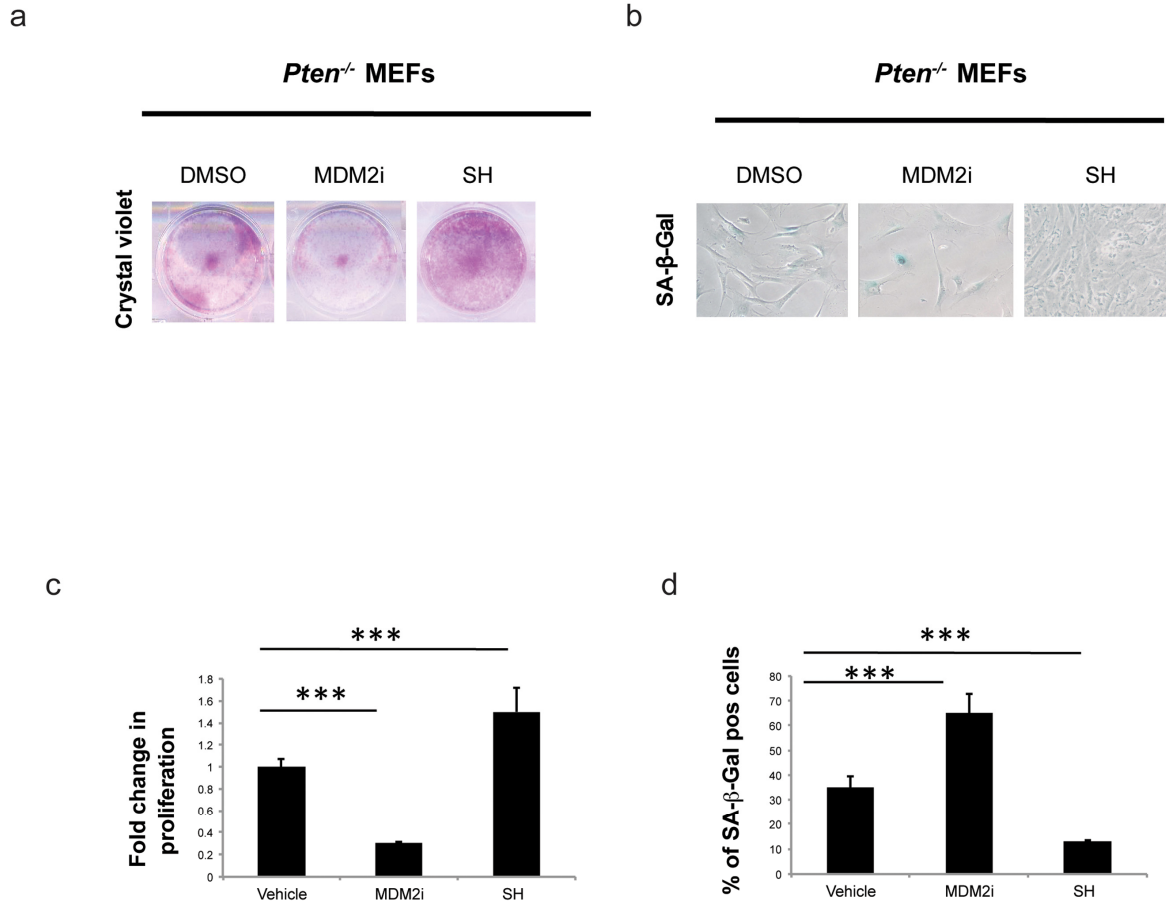 a
Pten-/- MEFs
DMSO MDM2i SH
Crystal violet
b
Pten-/- MEFs
DMSO MDM2i SH
SA-β-Gal
c
***
***
Fold change in
proliferation
1.8
1.6
1.4
1.2
1
0.8
0.6
0.4
0.2
0
Vehicle MDM2i SH
d
***
***
% of SA-β-Gal pos cells
80
70
60
50
40
30
20
10
0
Vehicle MDM2i SH